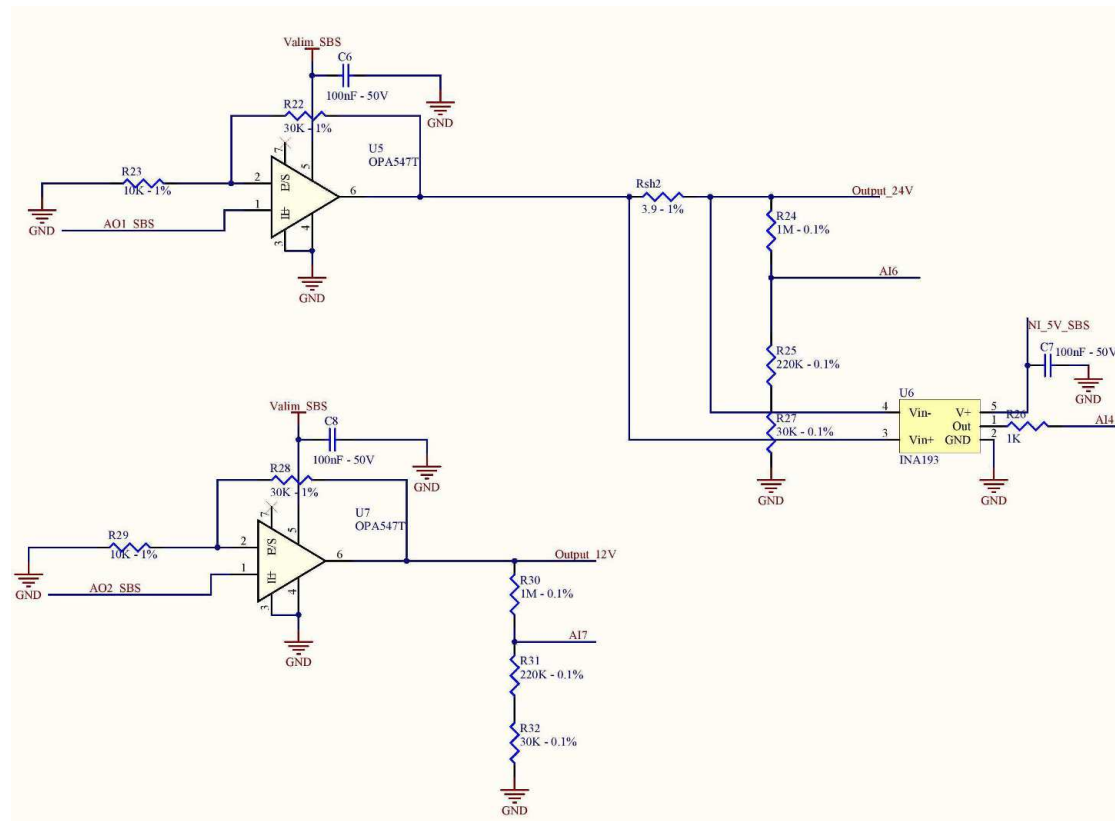 Valim_SBS
C6
100nF - 50V
GND
R22
30K - 1%
U5
OPA547T
R23
10K - 1%
7
5
2
E/S
6
1
3
4
GND
AO1_SBS
GND
Rsh2
3.9 - 1%
Output_24V
R24
1M - 0.1%
AI6
NI_5V_SBS
C7
100nF - 50V
GND
R25
220K - 0.1%
U6
4
Vin-
V+
5
Out
1
R26
1K
AI4
3
Vin+
GND
2
INA193
R27
30K - 0.1%
GND
GND
Valim_SBS
C8
100nF - 50V
GND
R28
30K - 1%
U7
OPA547T
R29
10K - 1%
7
5
2
E/S
6
1
3
4
GND
AO2_SBS
GND
Output_12V
R30
1M - 0.1%
AI7
R31
220K - 0.1%
R32
30K - 0.1%
GND